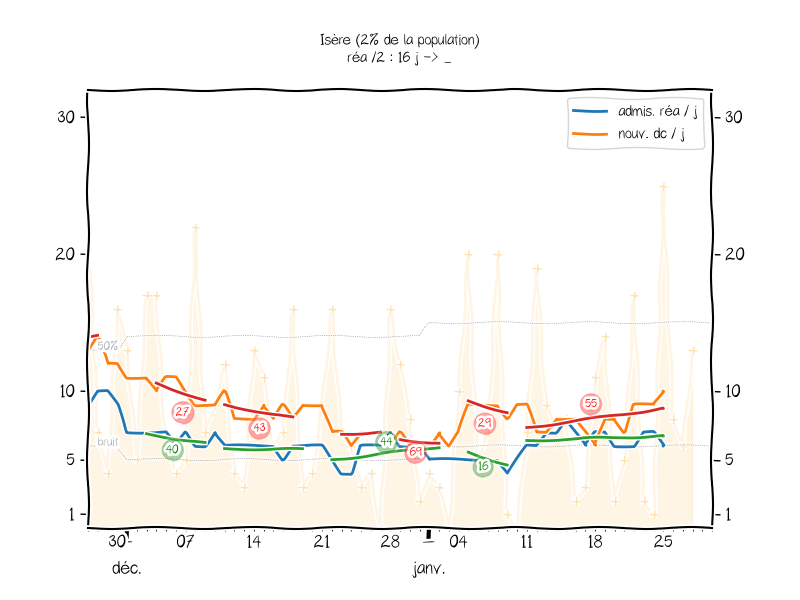 Isère (2% de la population)
réa /2 : 16 j -> _
admis. réa / j
nouv. dc / j
30
30
20
20
50%
10
10
55
27
29
43
bruit
44
40
69
16
5
5
1
1
30 07 14 21 28 04 11 18 25
déc. janv.